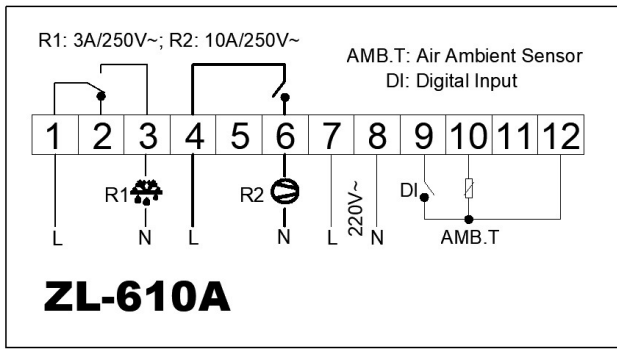 R1: 3A/250V~; R2: 10A/250V~
AMB.T: Air Ambient Sensor
DI: Digital Input
1 2 3 4 5 6 7 8 9 10 11 12
R1 R2 220V~ DI
L N L N L N AMB.T
ZL-610A